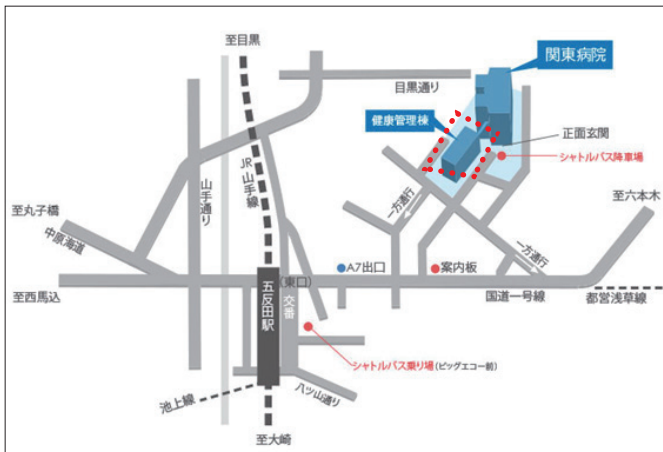 至目黒
関東病院
目黒通り
健康管理棟
正面玄関
シャトルバス降車場
JR山手線
山手通り
一方通行
至六本木
至丸子橋
中原海道
一方通行
A7出口
案内板
(東口)
至西馬込
五反田駅
交番
国道一号線
都営浅草線
シャトルバス乗り場(ビッグエコー前)
池上線
八ツ山通り
至大崎